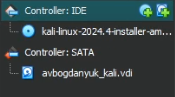 Controller: IDE
kali-linux-2024.4-installer-am...
Controller: SATA
avbogdanyuk_kali.vdi